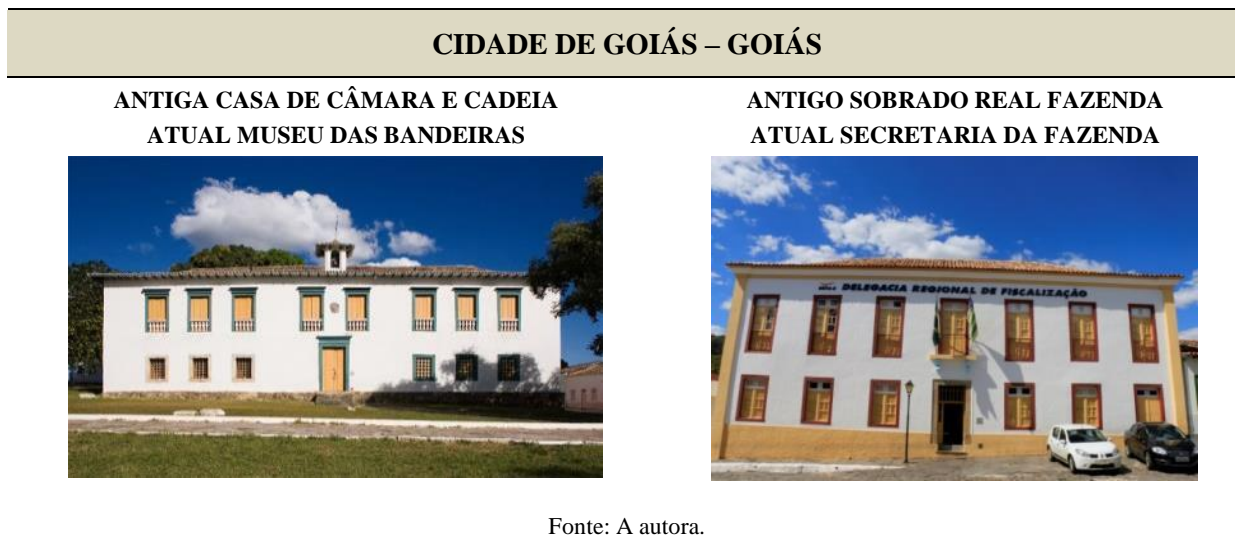 CIDADE DE GOIÁS – GOIÁS
ANTIGA CASA DE CÂMARA E CADEIA
ATUAL MUSEU DAS BANDEIRAS
ANTIGO SOBRADO REAL FAZENDA
ATUAL SECRETARIA DA FAZENDA
DELEGACIA REGIONAL DE FISCALIZAÇÃO
Fonte: A autora.